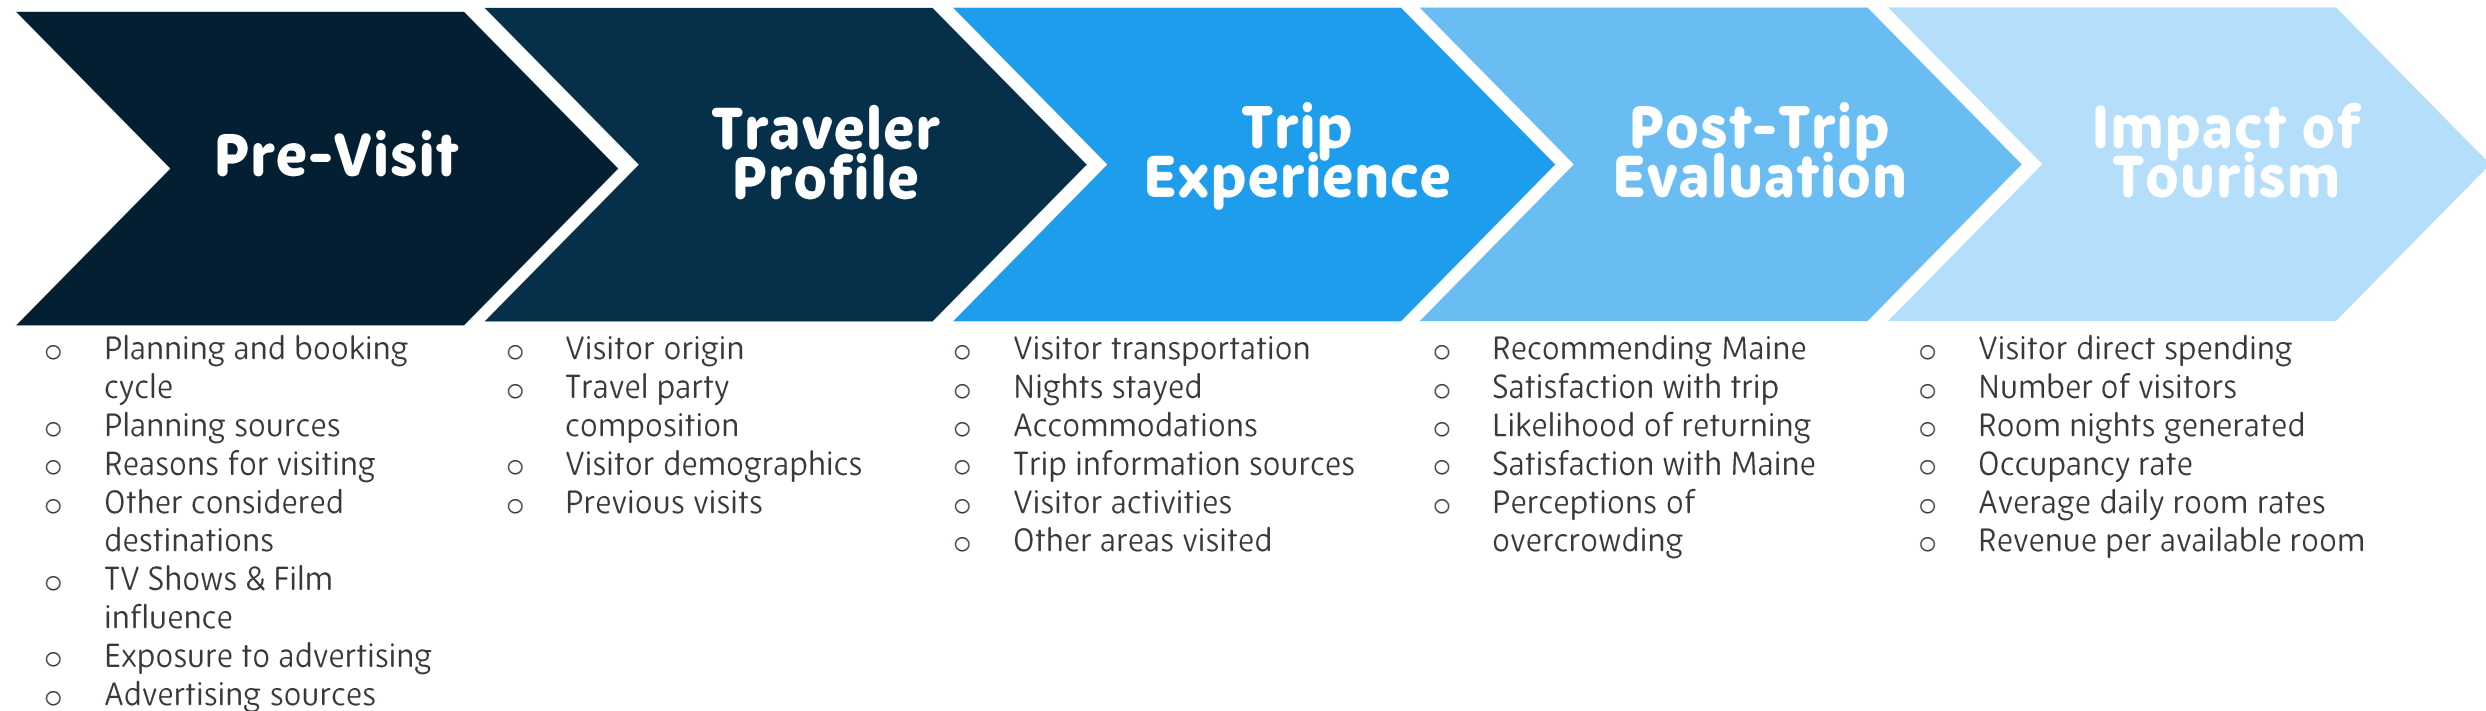 Pre-Visit
Planning and booking
cycle
Planning sources
Reasons for visiting
Other considered
destinations
TV Shows & Film
influence
Exposure to advertising
Advertising sources
Traveler
Profile
Visitor origin
Travel party
composition
Visitor demographics
Previous visits
Trip
Experience
Visitor transportation
Nights stayed
Accommodations
Trip information sources
Visitor activities
Other areas visited
Post-Trip
Evaluation
Recommending Maine
Satisfaction with trip
Likelihood of returning
Satisfaction with Maine
Perceptions of
overcrowding
Impact of
Tourism
Visitor direct spending
Number of visitors
Room nights generated
Occupancy rate
Average daily room rates
Revenue per available room